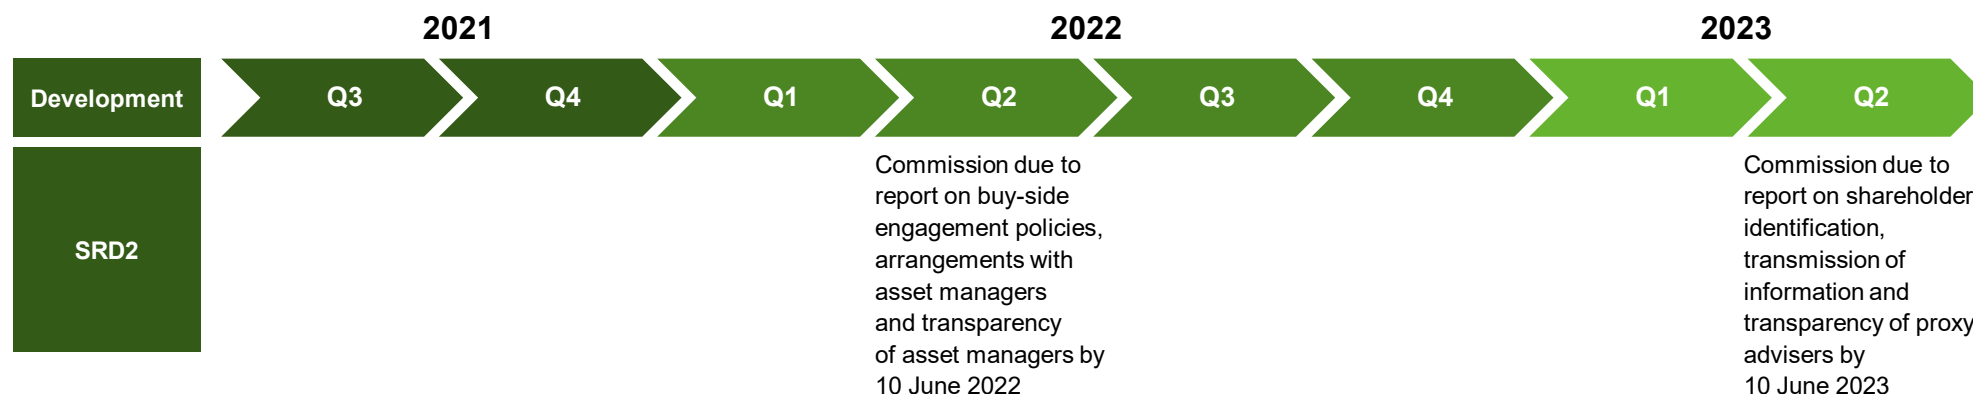 2021
2022
2023
Development
Q3
Q4
Q1
Q2
Q3
Q4
Q1
Q2
SRD2
Commission due to
report on buy-side
engagement policies,
arrangements with
asset managers
and transparency
of asset managers by
10 June 2022
Commission due to
report on shareholder
identification,
transmission of
information and
transparency of proxy
advisers by
10 June 2023